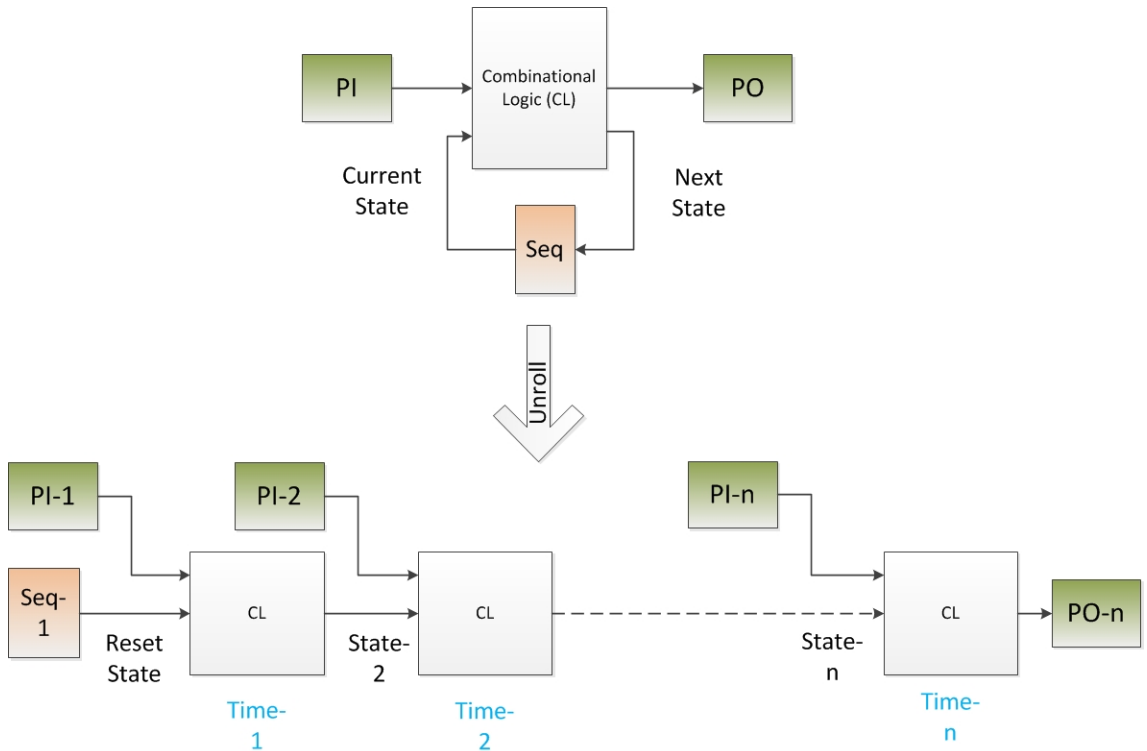 PI
Combinational
Logic (CL)
PO
Current
State
Next
State
Seq
Unroll
PI-1
PI-2
PI-n
Seq-
1
CL
CL
CL
PO-n
Reset
State
State-
2
State-
n
Time-
1
Time-
2
Time-
n